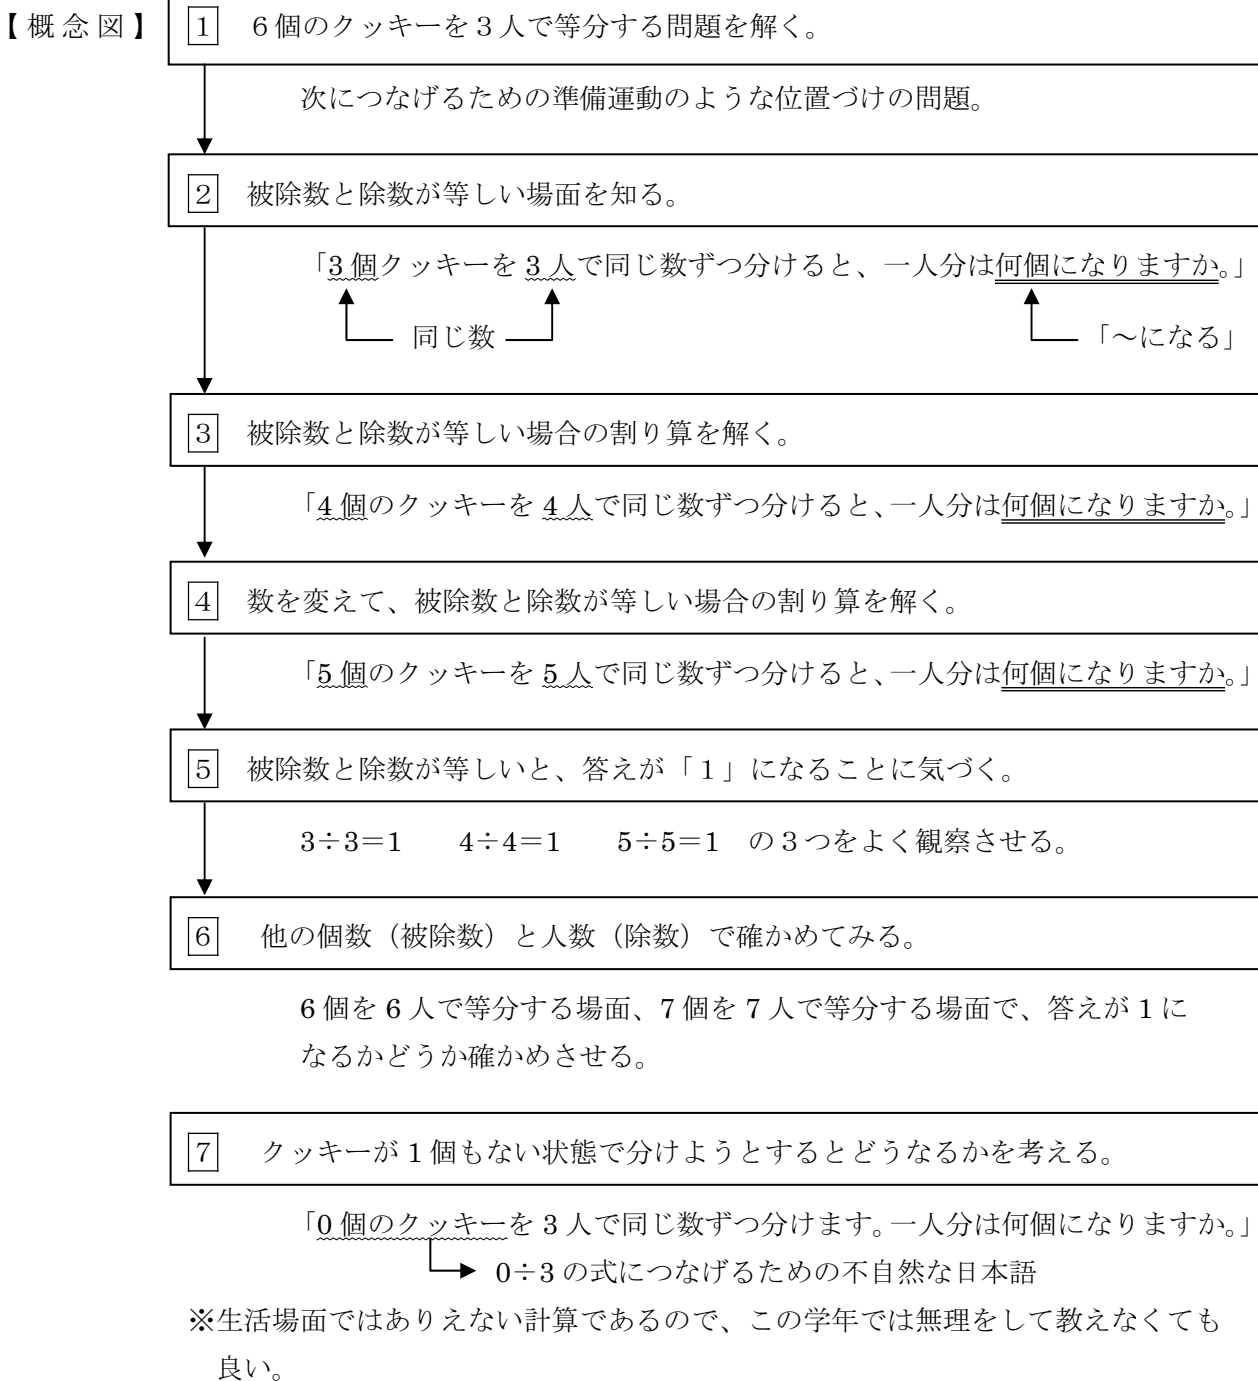 【概念図】 1 6個のクッキーを3人で等分する問題を解く。
次につなげるための準備運動のような位置づけの問題。
2 被除数と除数が等しい場面を知る。
「3個クッキーを3人で同じ数ずつ分けると、一人分は何個になりますか。」
同じ数 「～になる」
3 被除数と除数が等しい場合の割り算を解く。
「4個のクッキーを4人で同じ数ずつ分けると、一人分は何個になりますか。」
4 数を変えて、被除数と除数が等しい場合の割り算を解く。
「5個のクッキーを5人で同じ数ずつ分けると、一人分は何個になりますか。」
5 被除数と除数が等しいと、答えが「1」になることに気づく。
3÷3=1 4÷4=1 5÷5=1 の3つをよく観察させる。
6 他の個数（被除数）と人数（除数）で確かめてみる。
6個を6人で等分する場面、7個を7人で等分する場面で、答えが1に
なるかどうか確かめさせる。
7 クッキーが1個もない状態で分けようとするとどうなるかを考える。
「0個のクッキーを3人で同じ数ずつ分けます。一人分は何個になりますか。」
0÷3の式につなげるための不自然な日本語
※生活場面ではありえない計算であるので、この学年では無理をして教えなくても
良い。